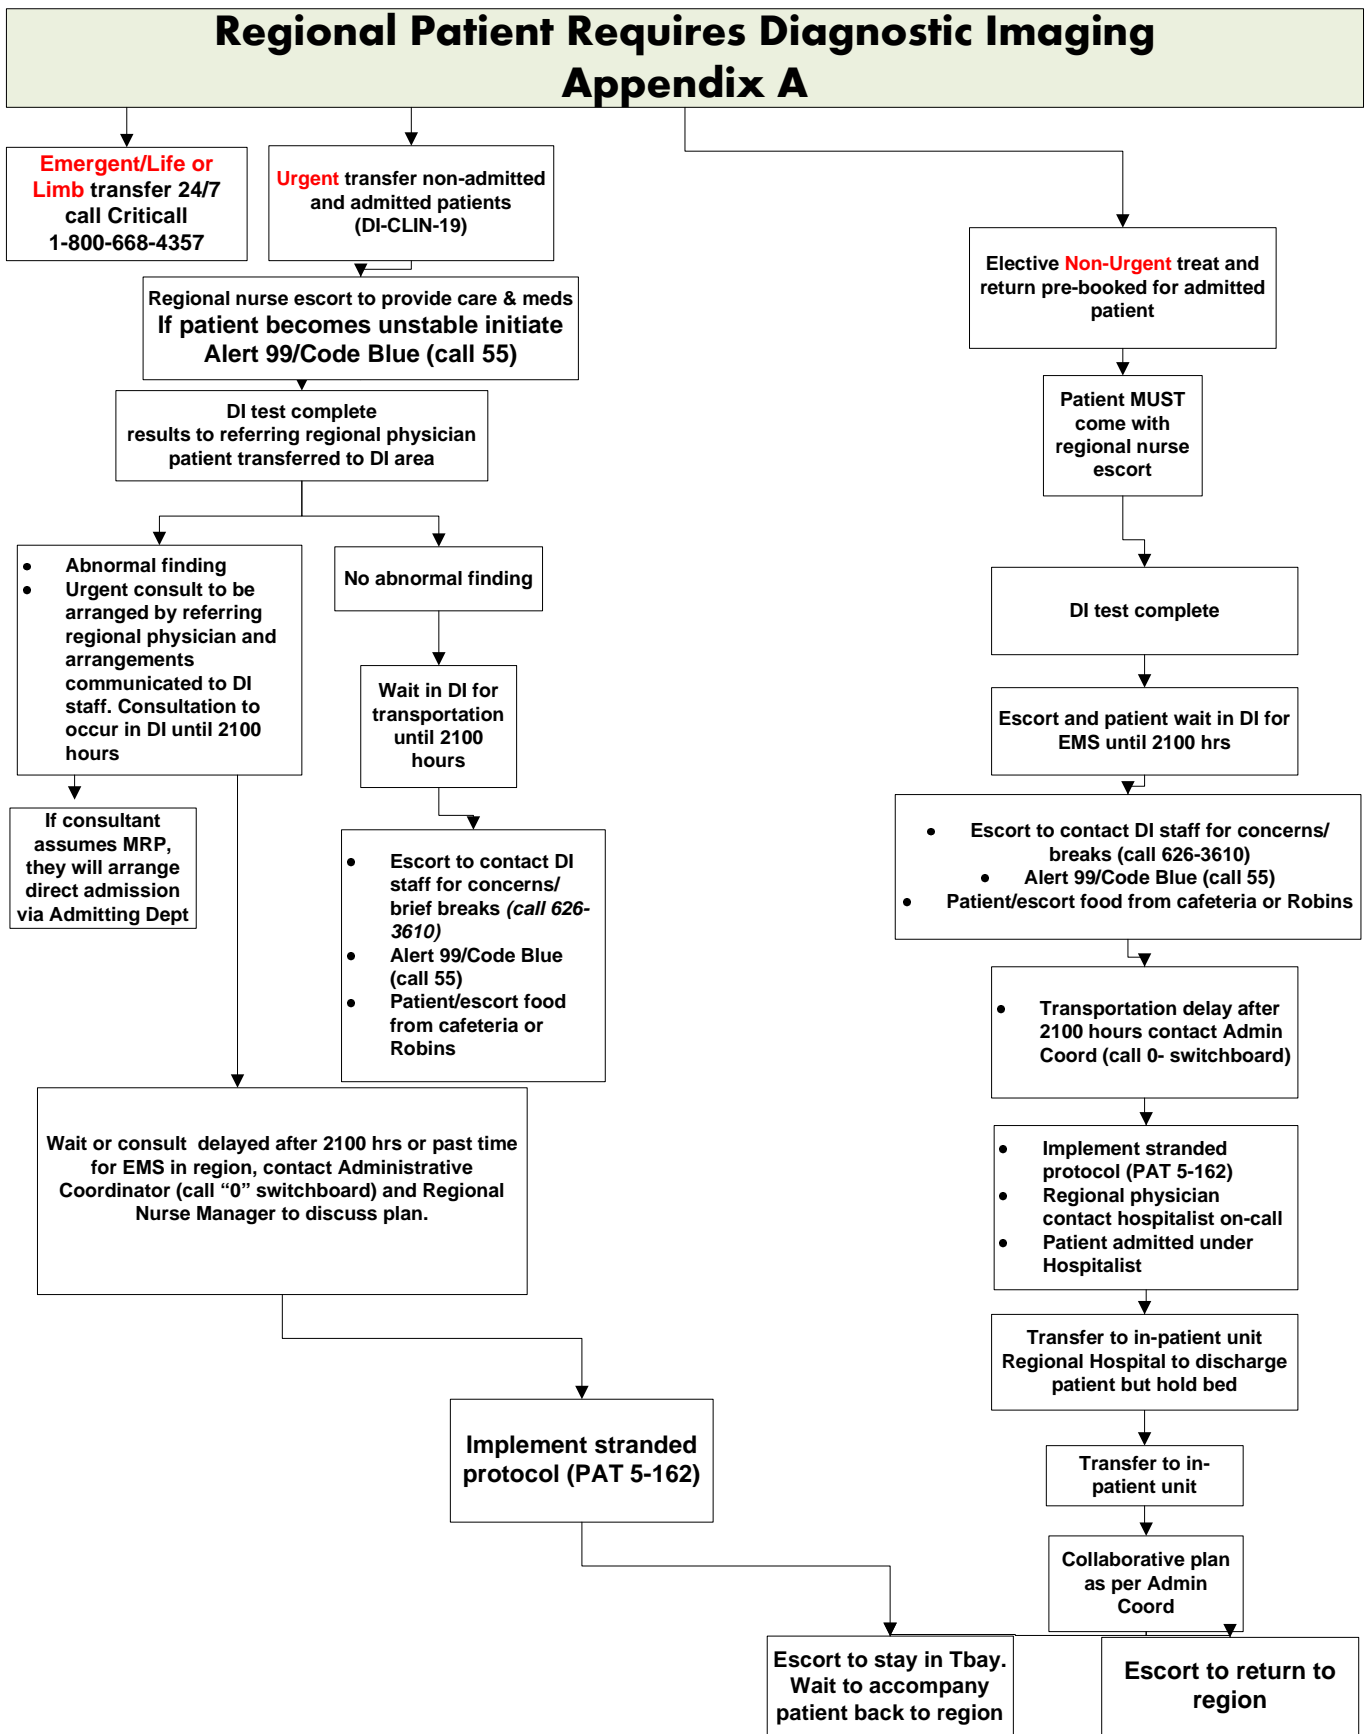 Regional Patient Requires Diagnostic Imaging
Appendix A
Emergent/Life or
Limb transfer 24/7
call Criticall
1-800-668-4357
Urgent transfer non-admitted
and admitted patients
(DI-CLIN-19)
Regional nurse escort to provide care & meds
If patient becomes unstable initiate
Alert 99/Code Blue (call 55)
DI test complete
results to referring regional physician
patient transferred to DI area
• Abnormal finding
• Urgent consult to be
arranged by referring
regional physician and
arrangements
communicated to DI
staff. Consultation to
occur in DI until 2100
hours
If consultant
assumes MRP,
they will arrange
direct admission
via Admitting Dept
No abnormal finding
Wait in DI for
transportation
until 2100
hours
• Escort to contact DI
staff for concerns/
brief breaks (call 626-
3610)
• Alert 99/Code Blue
(call 55)
• Patient/escort food
from cafeteria or
Robins
Wait or consult  delayed after 2100 hrs or past time
for EMS in region, contact Administrative
Coordinator (call “0” switchboard) and Regional
Nurse Manager to discuss plan.
Implement stranded
protocol (PAT 5-162)
Elective Non-Urgent treat and
return pre-booked for admitted
patient
Patient MUST
come with
regional nurse
escort
DI test complete
Escort and patient wait in DI for
EMS until 2100 hrs
• Escort to contact DI staff for concerns/
breaks (call 626-3610)
• Alert 99/Code Blue (call 55)
• Patient/escort food from cafeteria or Robins
• Transportation delay after
2100 hours contact Admin
Coord (call 0- switchboard)
• Implement stranded
protocol (PAT 5-162)
• Regional physician
contact hospitalist on-call
• Patient admitted under
Hospitalist
Transfer to in-patient unit
Regional Hospital to discharge
patient but hold bed
Transfer to in-
patient unit
Collaborative plan
as per Admin
Coord
Escort to stay in Tbay.
Wait to accompany
patient back to region
Escort to return to
region